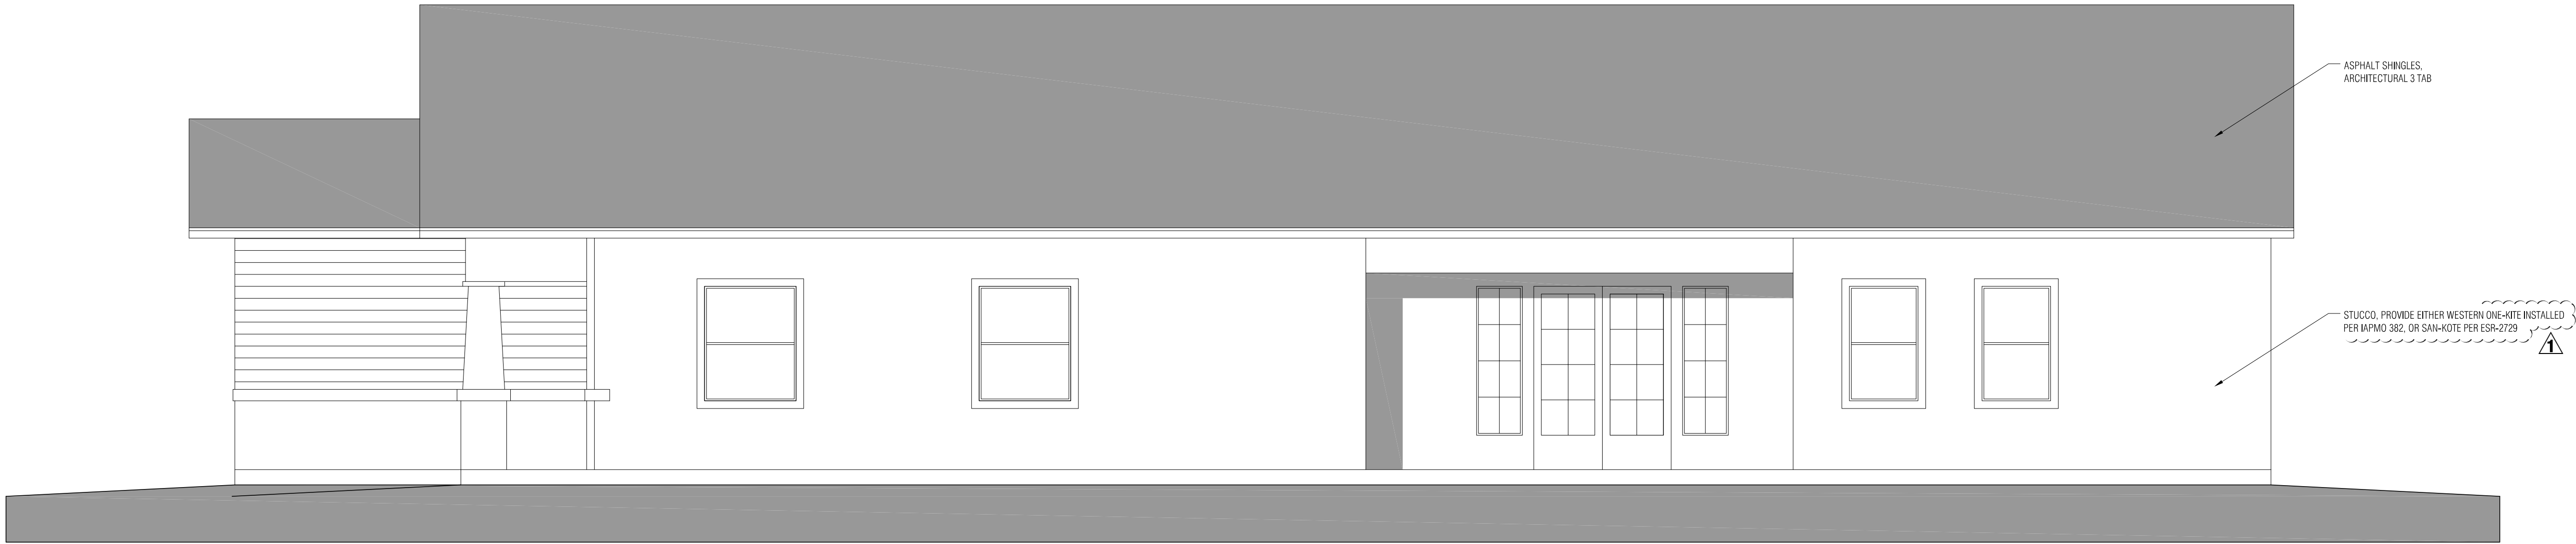 ASPHALT SHINGLES,
ARCHITECTURAL 3 TAB
STUCCO, PROVIDE EITHER WESTERN ONE-KITE INSTALLED
PER IAPMO 382, OR SAN-KOTE PER ESR-2729
1